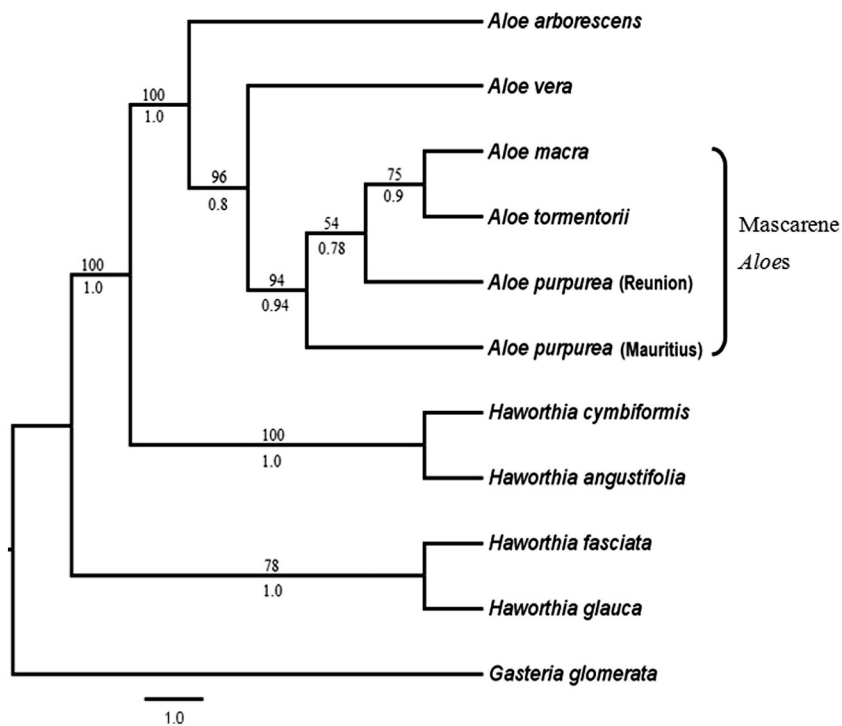 Aloe arborescens
100
1.0
Aloe vera
96
0.8
Aloe macra
75
0.9
Aloe tormentorii
54
0.78
Aloe purpurea (Reunion)
94
0.94
Aloe purpurea (Mauritius)
Mascarene
Aloes
100
1.0
Haworthia cymbiformis
100
1.0
Haworthia angustifolia
Haworthia fasciata
78
1.0
Haworthia glauca
Gasteria glomerata
1.0